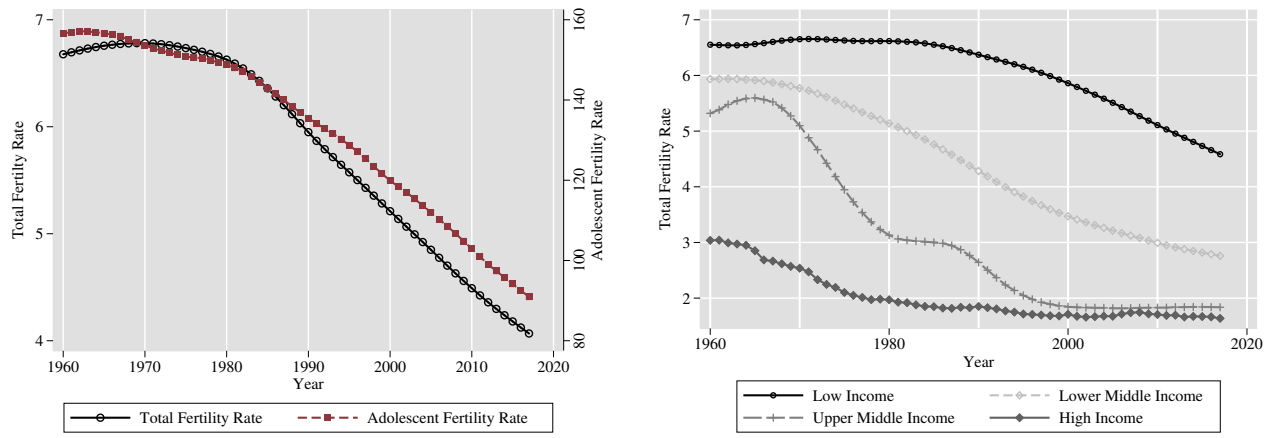 7
6
5
4
Total Fertility Rate
160
140
120
100
80
Adolescent Fertility Rate
1960 1970 1980 1990 2000 2010 2020
Year
Total Fertility Rate Adolescent Fertility Rate
7
6
5
4
3
2
Total Fertility Rate
1960 1980 2000 2020
Year
Low Income Lower Middle Income
Upper Middle Income High Income